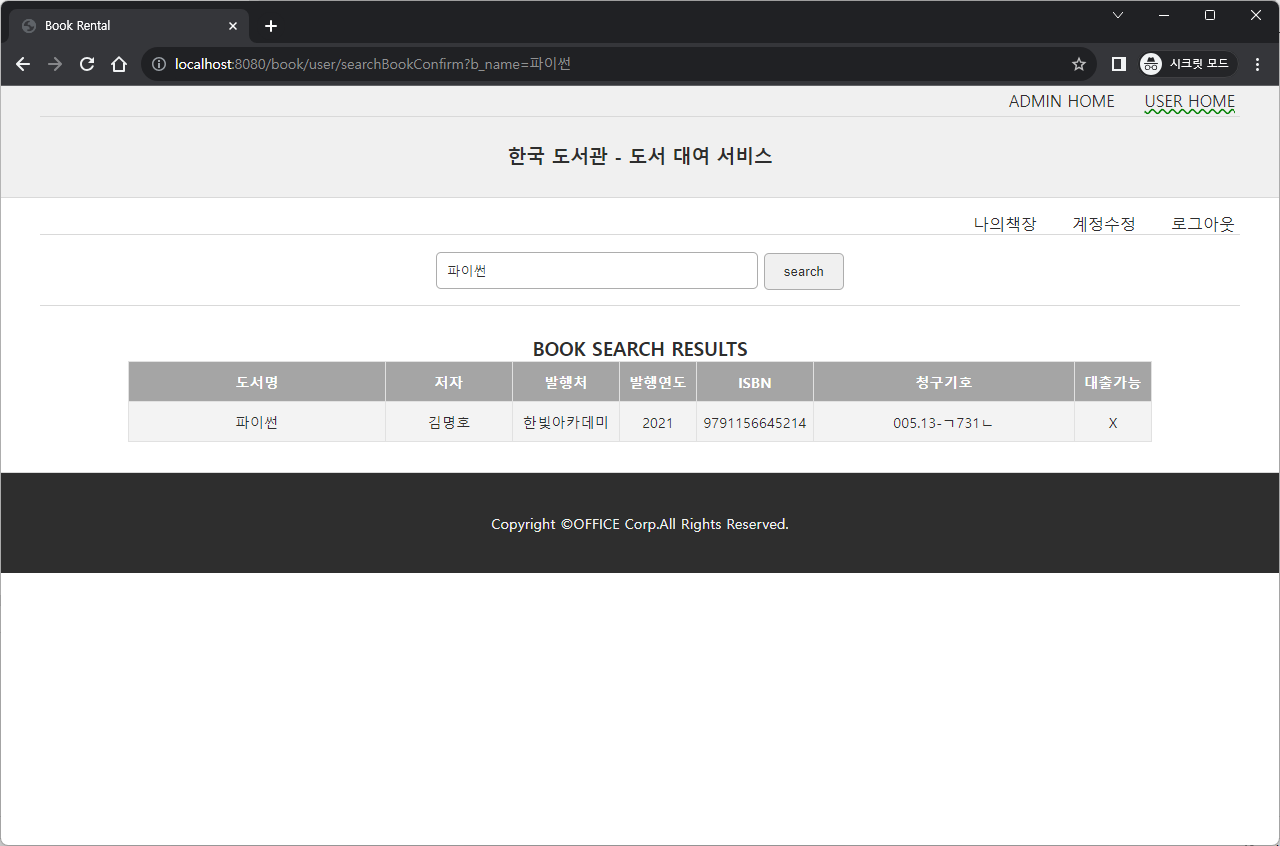 Book Rental
localhost:8080/book/user/searchBookConfirm?b_name=파이썬
시크릿 모드
ADMIN HOME USER HOME
한국 도서관 - 도서 대여 서비스
나의책장 계정수정 로그아웃
파이썬 search
BOOK SEARCH RESULTS
도서명 저자 발행처 발행연도 ISBN 청구기호 대출가능
파이썬 김명호 한빛아카데미 2021 9791156645214 005.13-ㄱ731ㄴ X
Copyright ©OFFICE Corp.All Rights Reserved.